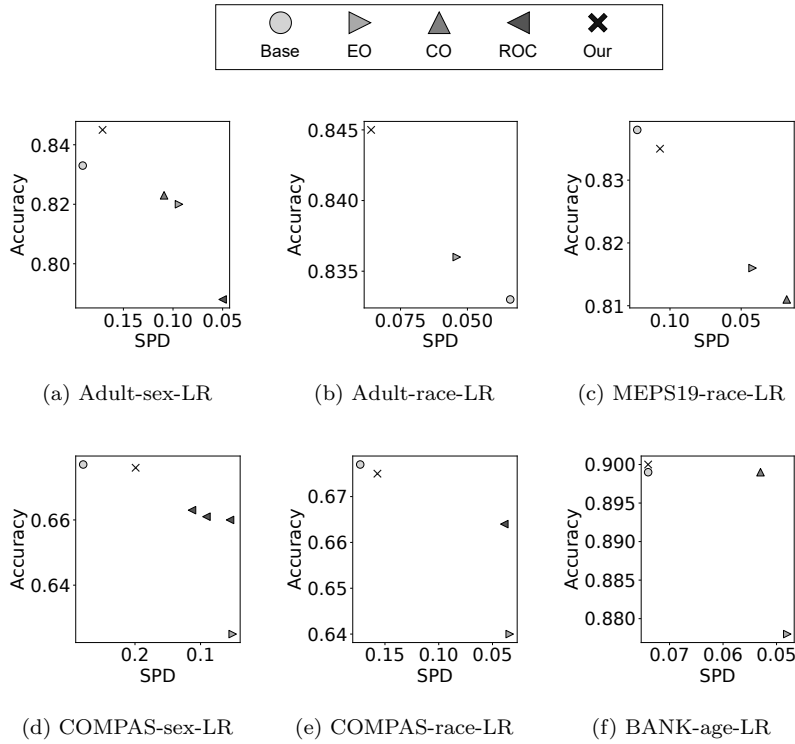 Base EO CO ROC Our
0.84
0.82
0.80
Accuracy
0.15 0.10 0.05
SPD
(a) Adult-sex-LR
0.845
0.840
0.835
Accuracy
0.075 0.050
SPD
(b) Adult-race-LR
0.83
0.82
0.81
Accuracy
0.10 0.05
SPD
(c) MEPS19-race-LR
0.66
0.64
Accuracy
0.2 0.1
SPD
(d) COMPAS-sex-LR
0.67
0.66
0.65
0.64
Accuracy
0.15 0.10 0.05
SPD
(e) COMPAS-race-LR
0.900
0.895
0.890
0.885
0.880
Accuracy
0.07 0.06 0.05
SPD
(f) BANK-age-LR